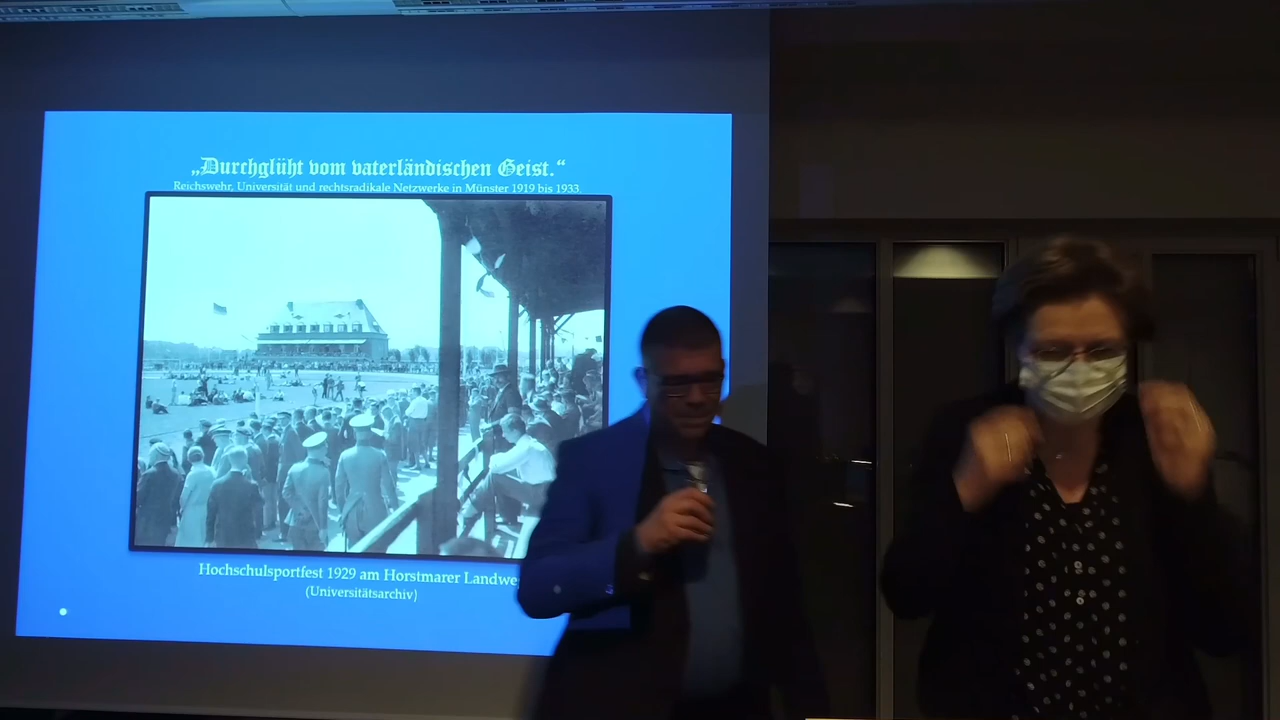 „Durchglüht vom vaterländischen Geist.“
Reichswehr, Universität und rechtsradikale Netzwerke in Münster 1919 bis 1933
Hochschulsportfest 1929 am Horstmarer Landwe
(Universitätsarchiv)